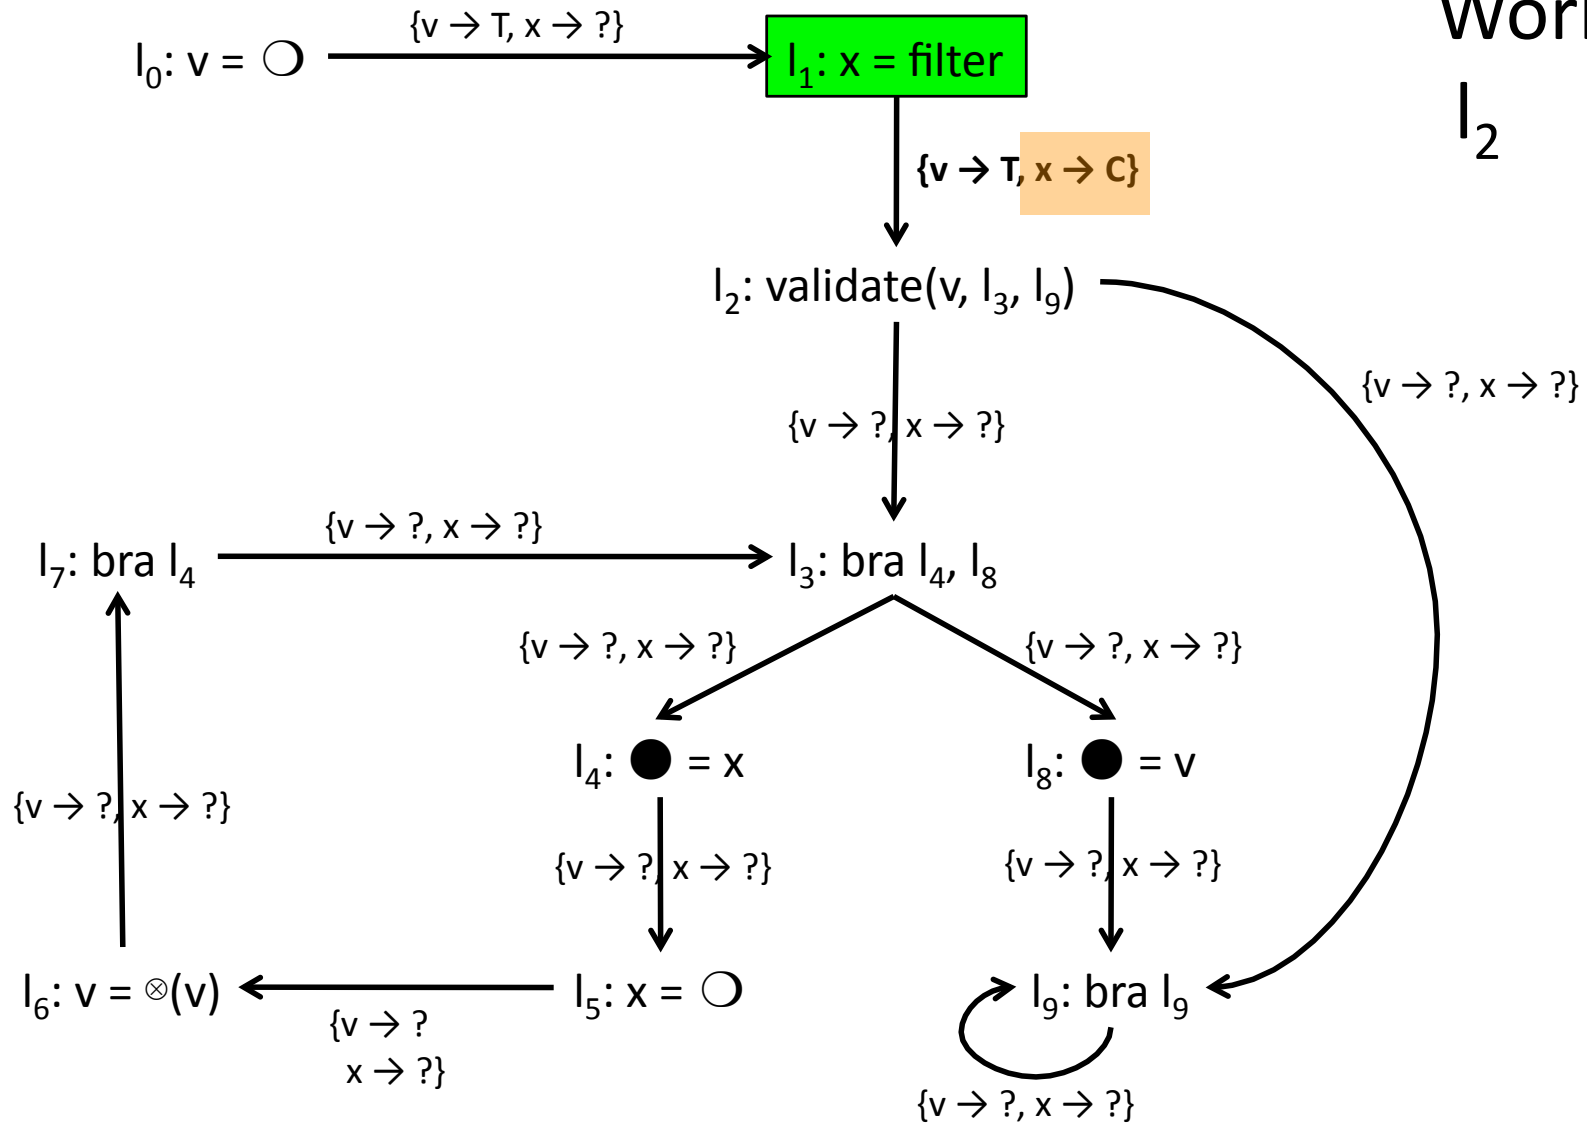 Work
{v → T, x → ?}
l0: v = ❍
l1: x = filter
l2
{v → T, x → C}
l2: validate(v, l3, l9)
{v → ?, x → ?}
{v → ?, x → ?}
{v → ?, x → ?}
l7: bra l4
l3: bra l4, l8
{v → ?, x → ?}
{v → ?, x → ?}
l4: ● = x
l8: ● = v
{v → ?, x → ?}
{v → ?, x → ?}
{v → ?, x → ?}
l6: v = ⊗(v)
l5: x = ❍
l9: bra l9
{v → ?
x → ?}
{v → ?, x → ?}